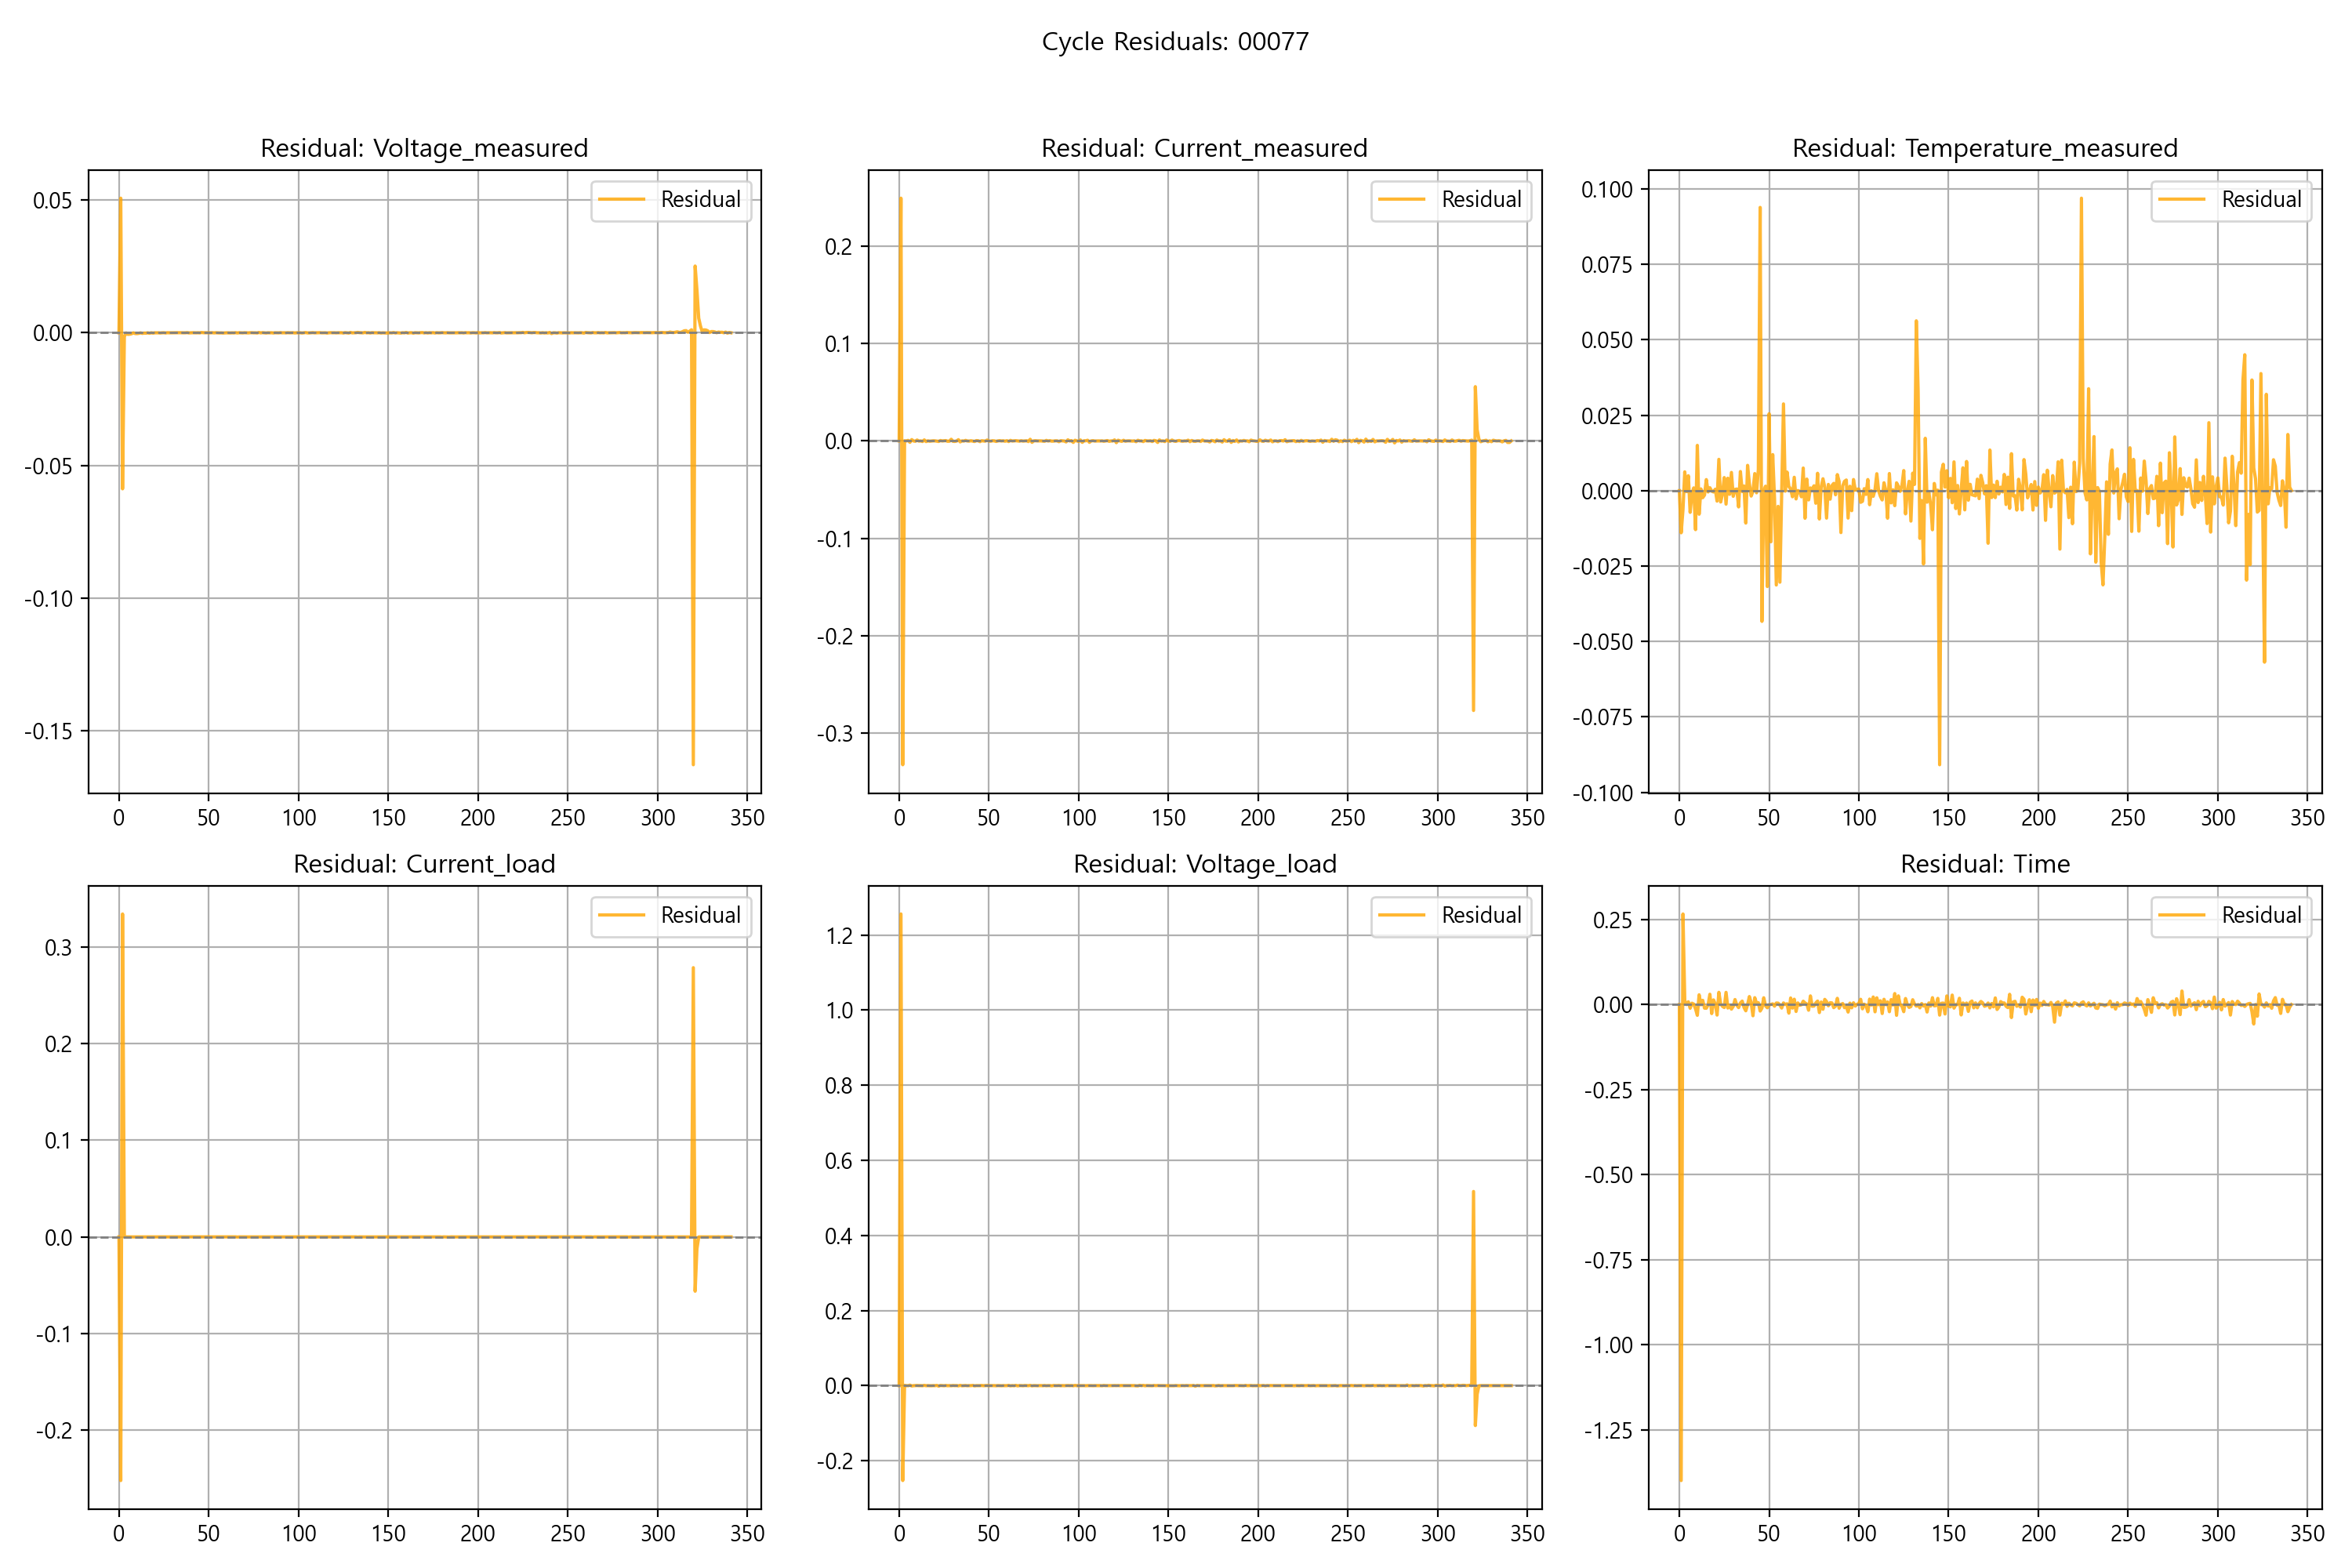 Cycle Residuals: 00077
Residual: Voltage_measured
Residual
0.05
0.00
-0.05
-0.10
-0.15
0 50 100 150 200 250 300 350
Residual: Current_measured
Residual
0.2
0.1
0.0
-0.1
-0.2
-0.3
0 50 100 150 200 250 300 350
Residual: Temperature_measured
Residual
0.100
0.075
0.050
0.025
0.000
-0.025
-0.050
-0.075
-0.100
0 50 100 150 200 250 300 350
Residual: Current_load
Residual
0.3
0.2
0.1
0.0
-0.1
-0.2
0 50 100 150 200 250 300 350
Residual: Voltage_load
Residual
1.2
1.0
0.8
0.6
0.4
0.2
0.0
-0.2
0 50 100 150 200 250 300 350
Residual: Time
Residual
0.25
0.00
-0.25
-0.50
-0.75
-1.00
-1.25
0 50 100 150 200 250 300 350